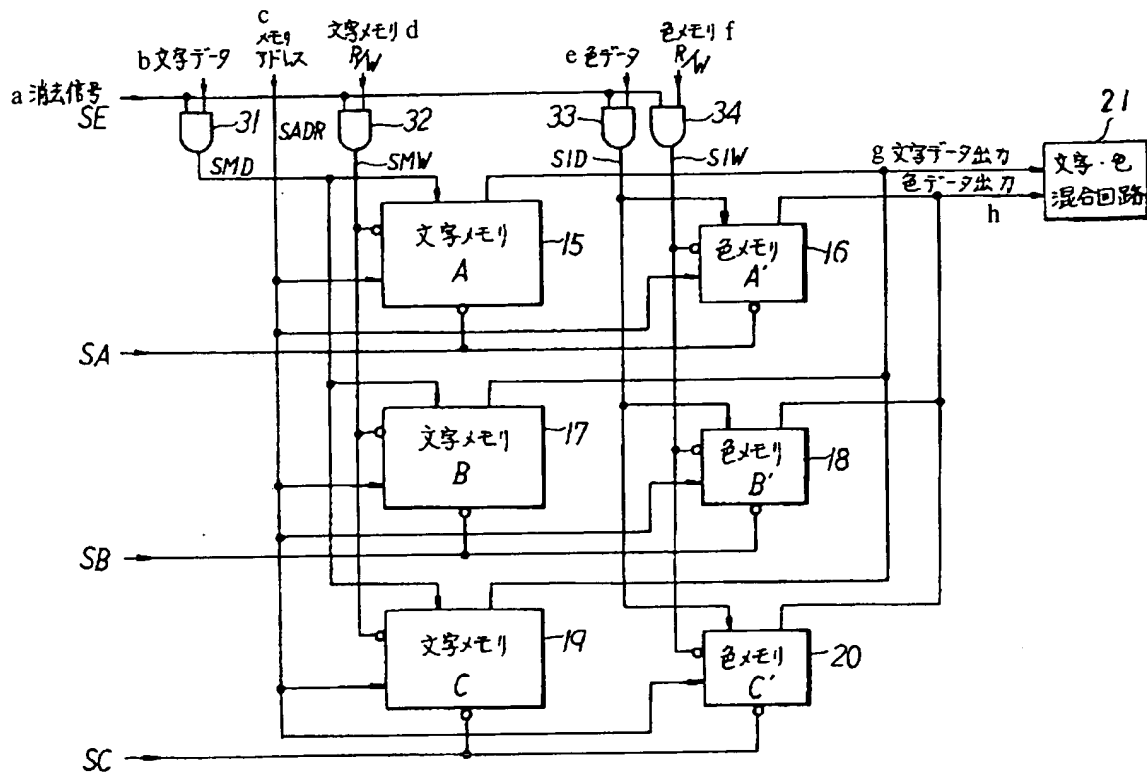 c
メモリ
アドレス
文字メモリ d
R/W
色メモリ f
R/W
b 文字データ
e 色データ
a 消去信号
SE
31
SADR
32
33
34
21
SMD
SMW
SID
SIW
g 文字データ出力
色データ出力
h
文字・色
混合回路
文字メモリ
A
15
色メモリ
A'
16
SA
文字メモリ
B
17
色メモリ
B'
18
SB
文字メモリ
C
19
色メモリ
C'
20
SC